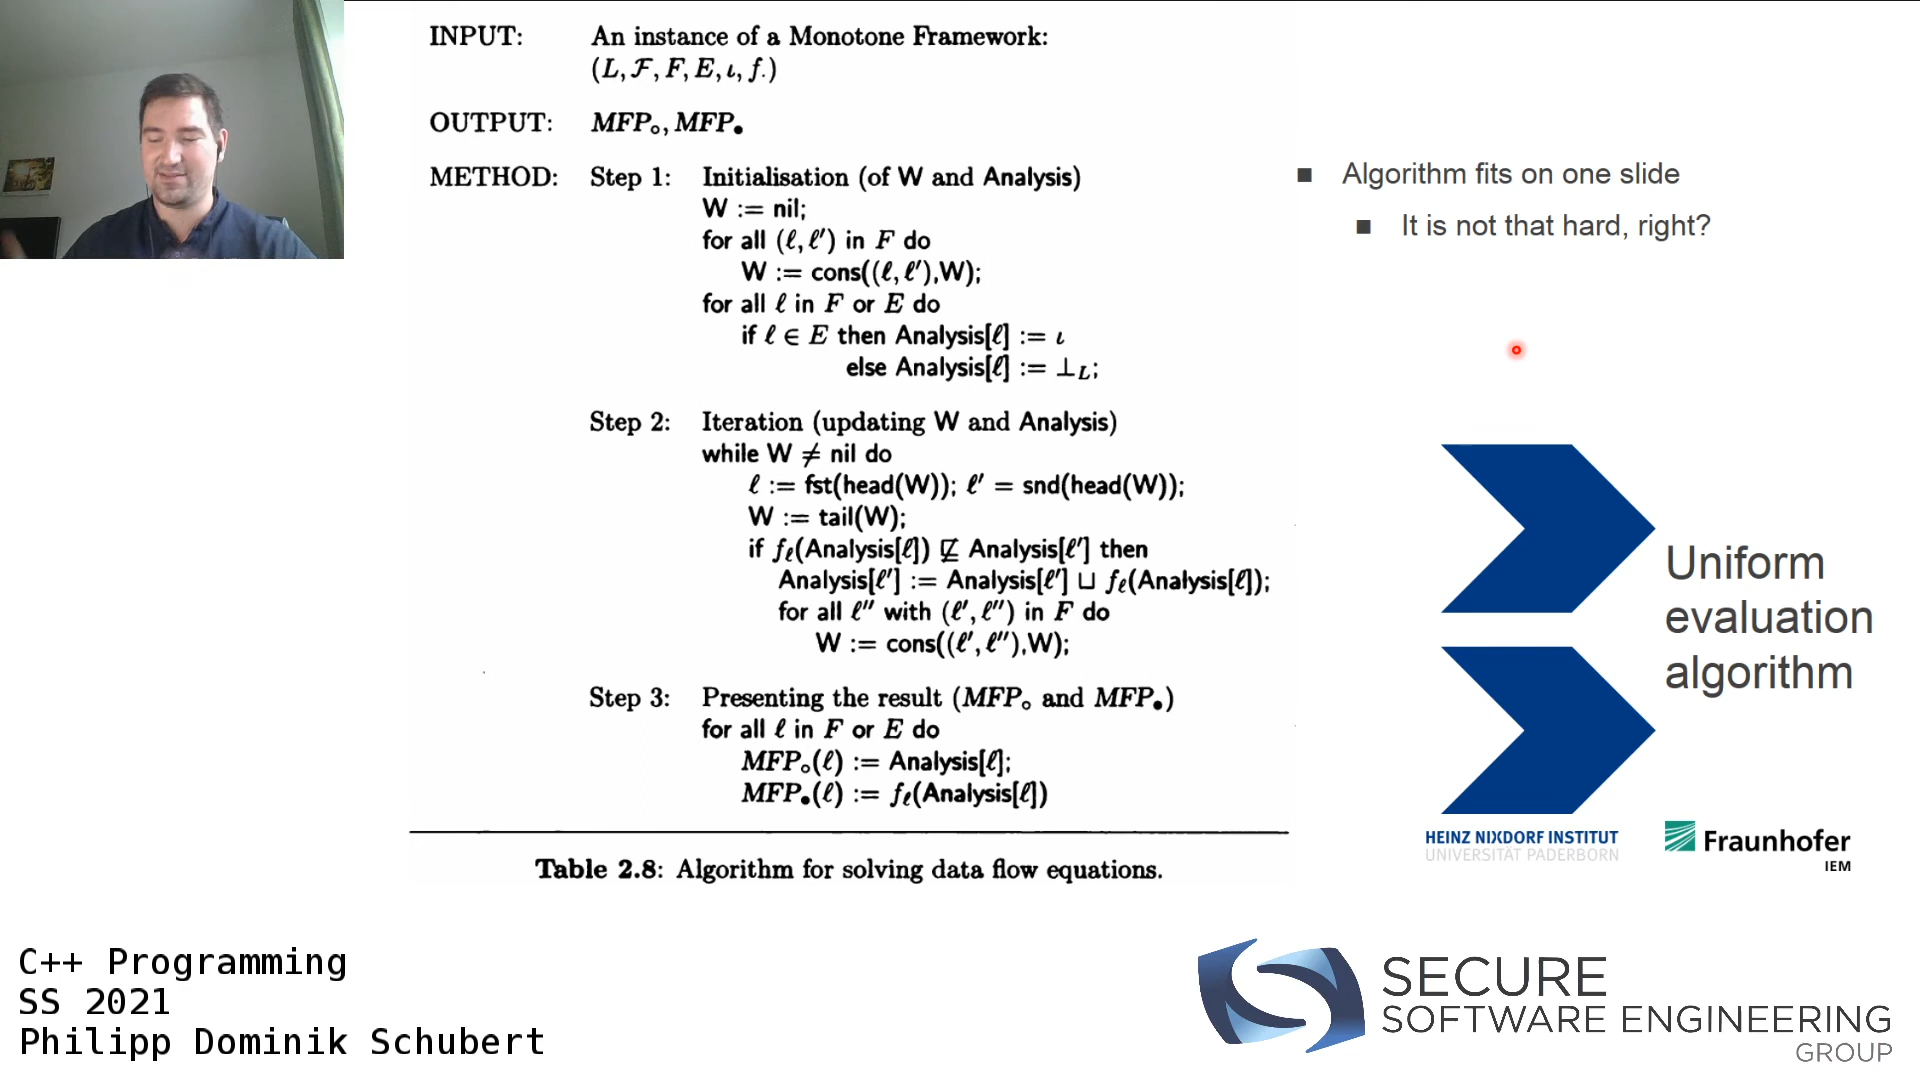 INPUT: An instance of a Monotone Framework:
(L, ℱ, F, E, ι, f.)
OUTPUT: MFP∘, MFP•
METHOD: Step 1: Initialisation (of W and Analysis)
W := nil;
for all (ℓ, ℓ′) in F do
W := cons((ℓ, ℓ′),W);
for all ℓ in F or E do
if ℓ ∈ E then Analysis[ℓ] := ι
else Analysis[ℓ] := ⊥L;
Step 2: Iteration (updating W and Analysis)
while W ≠ nil do
ℓ := fst(head(W)); ℓ′ = snd(head(W));
W := tail(W);
if fℓ(Analysis[ℓ]) ⋢ Analysis[ℓ′] then
Analysis[ℓ′] := Analysis[ℓ′] ⊔ fℓ(Analysis[ℓ]);
for all ℓ″ with (ℓ′, ℓ″) in F do
W := cons((ℓ′, ℓ″),W);
Step 3: Presenting the result (MFP∘ and MFP•)
for all ℓ in F or E do
MFP∘(ℓ) := Analysis[ℓ];
MFP•(ℓ) := fℓ(Analysis[ℓ])
Table 2.8: Algorithm for solving data flow equations.
■ Algorithm fits on one slide
■ It is not that hard, right?
Uniform
evaluation
algorithm
HEINZ NIXDORF INSTITUT
UNIVERSITÄT PADERBORN
Fraunhofer
IEM
C++ Programming
SS 2021
Philipp Dominik Schubert
SECURE
SOFTWARE ENGINEERING
GROUP